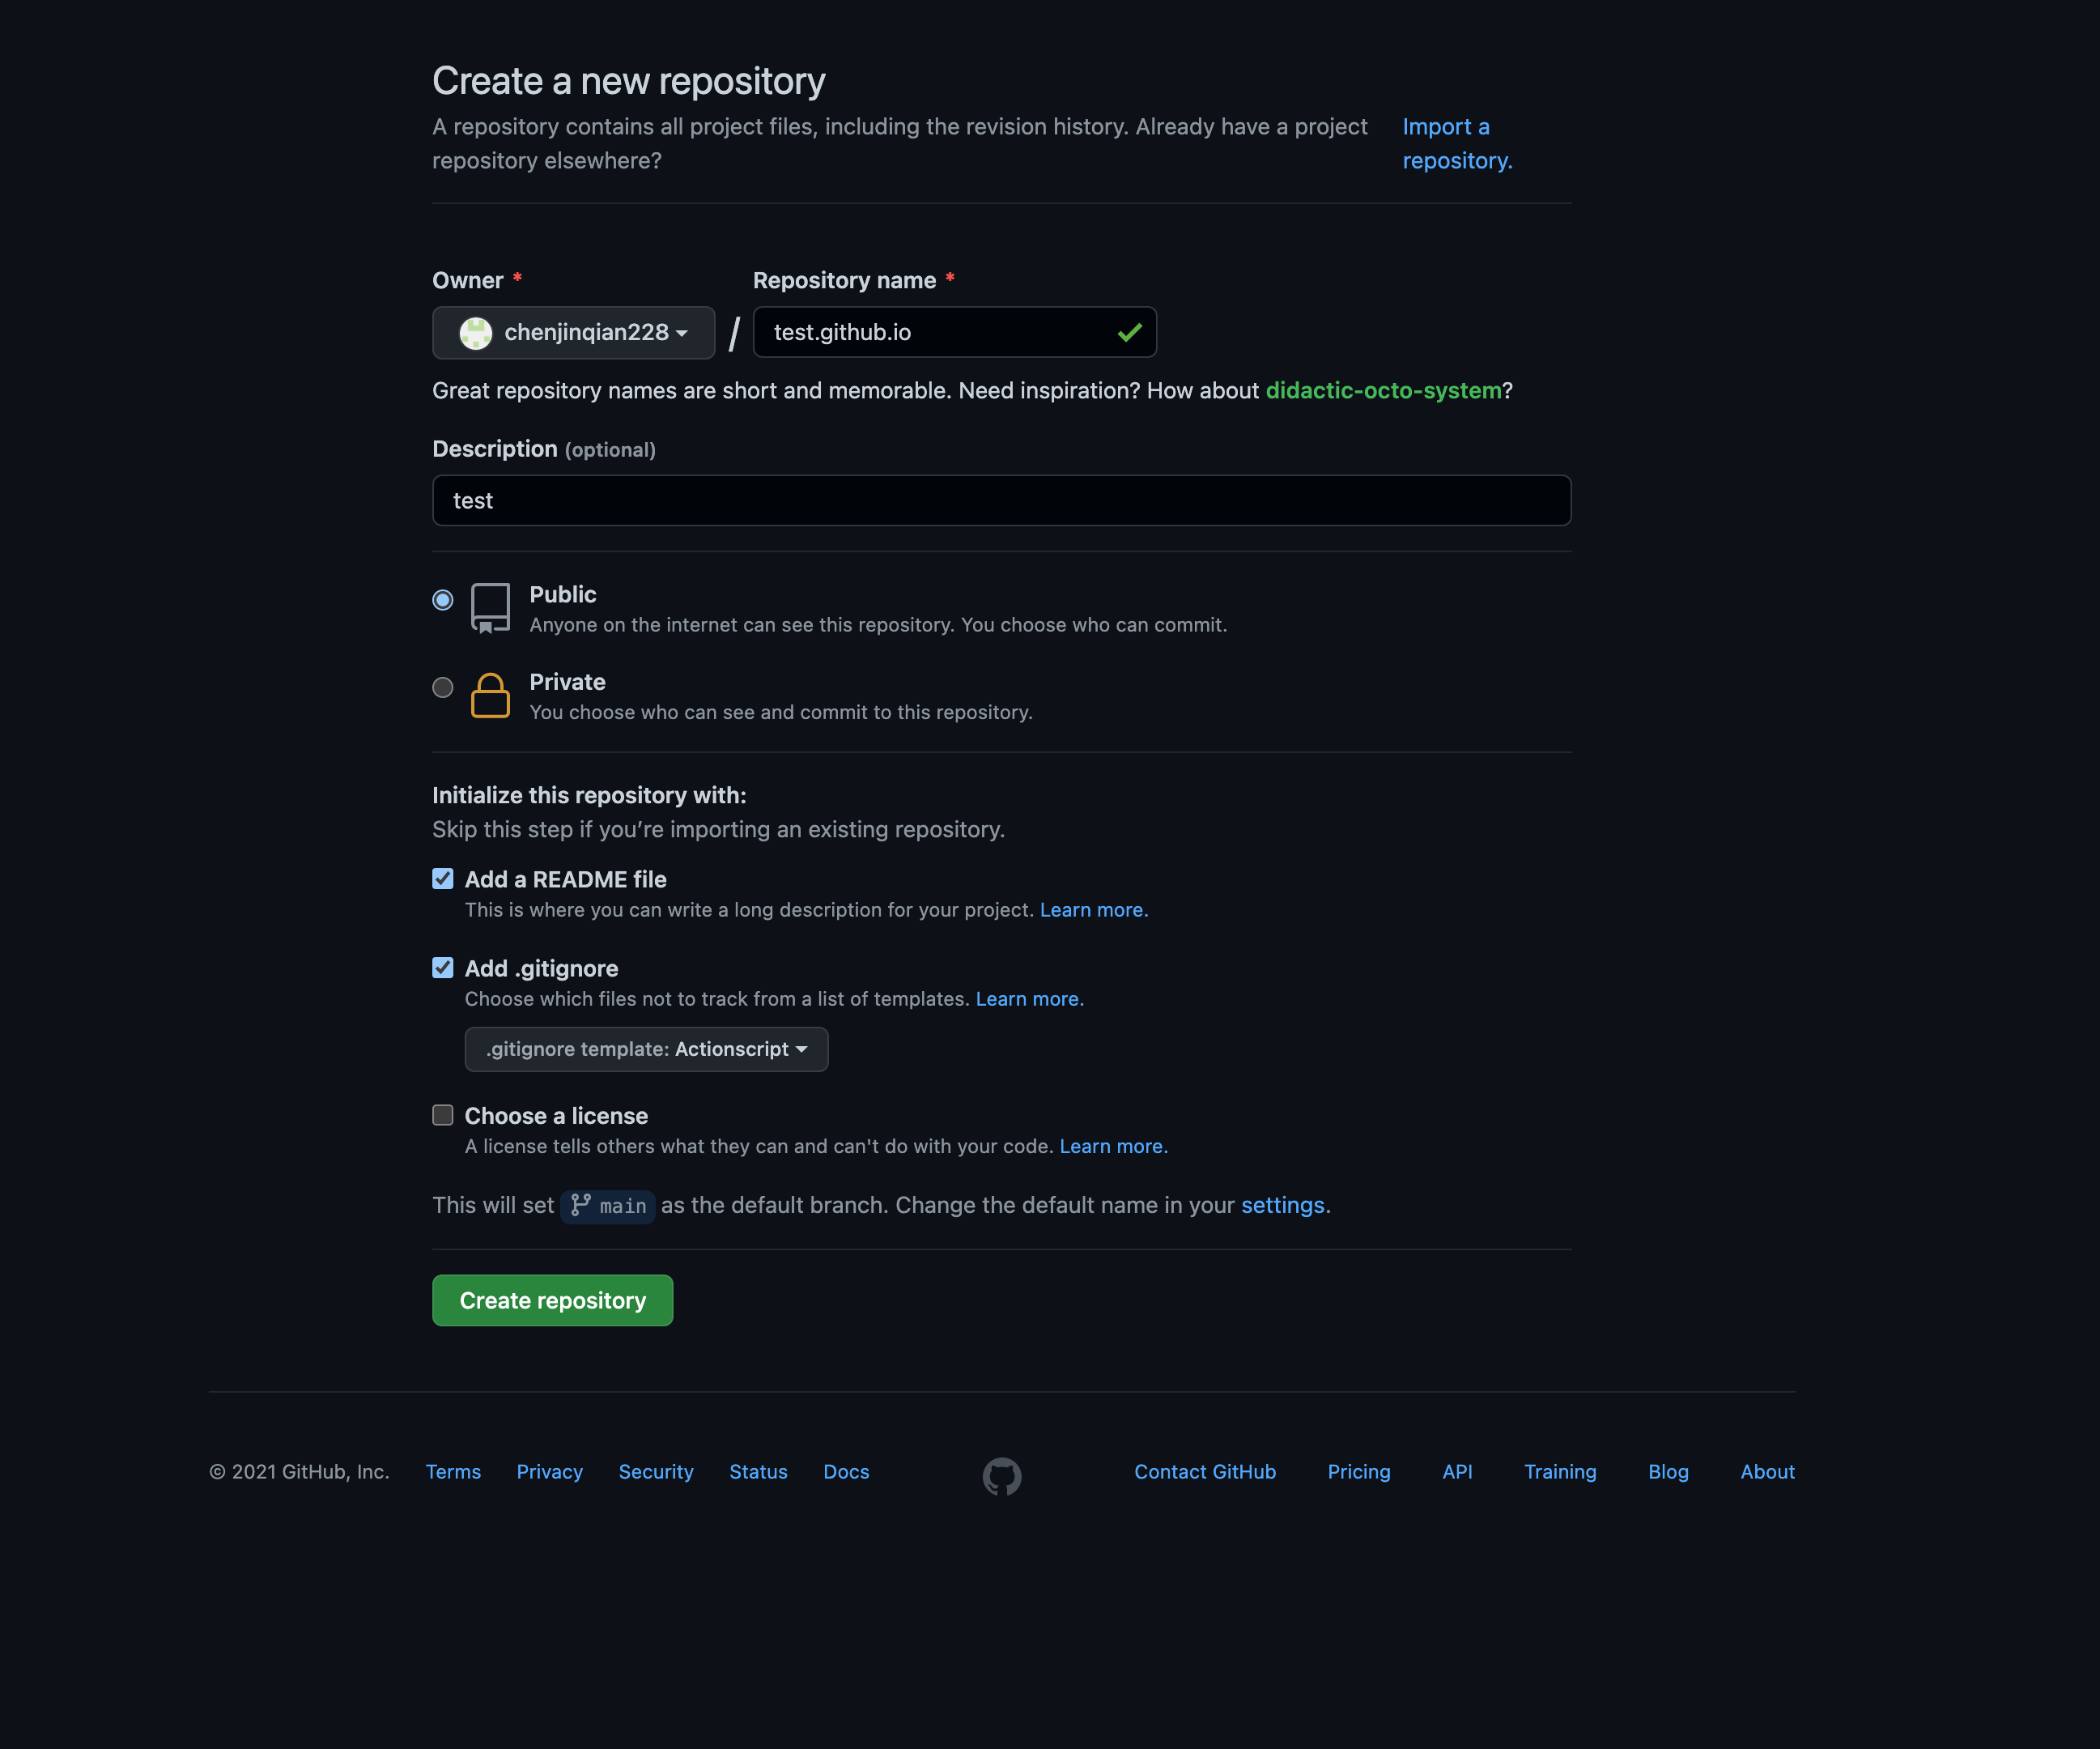 Create a new repository
A repository contains all project files, including the revision history. Already have a project repository elsewhere? Import a repository.
Owner *
Repository name *
chenjinqian228 / test.github.io
Great repository names are short and memorable. Need inspiration? How about didactic-octo-system?
Description (optional)
test
Public
Anyone on the internet can see this repository. You choose who can commit.
Private
You choose who can see and commit to this repository.
Initialize this repository with:
Skip this step if you’re importing an existing repository.
Add a README file
This is where you can write a long description for your project. Learn more.
Add .gitignore
Choose which files not to track from a list of templates. Learn more.
.gitignore template: Actionscript
Choose a license
A license tells others what they can and can't do with your code. Learn more.
This will set main as the default branch. Change the default name in your settings.
Create repository
© 2021 GitHub, Inc. Terms Privacy Security Status Docs Contact GitHub Pricing API Training Blog About